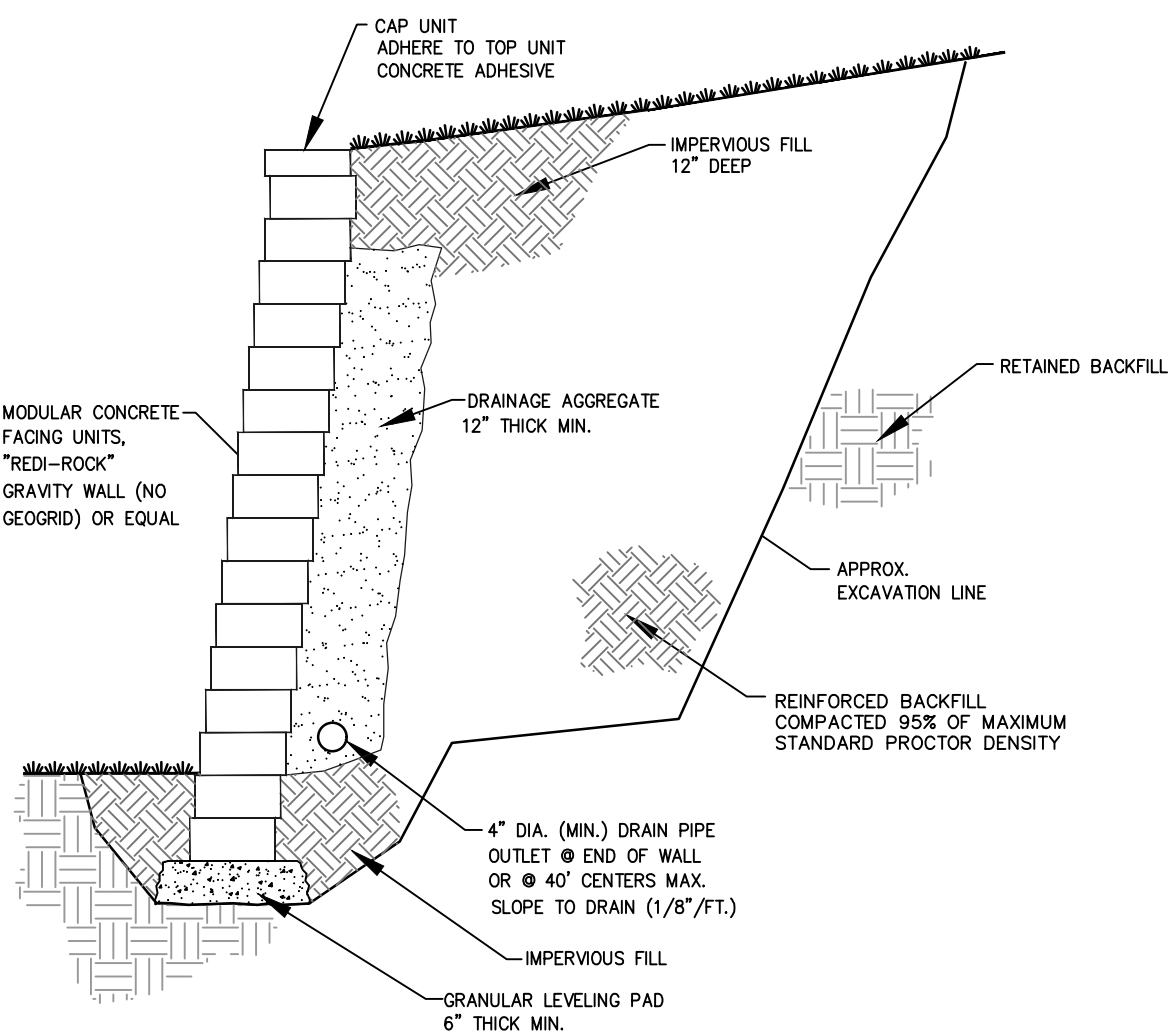 CAP UNIT
ADHERE TO TOP UNIT
CONCRETE ADHESIVE
IMPERVIOUS FILL
12" DEEP
RETAINED BACKFILL
DRAINAGE AGGREGATE
12" THICK MIN.
MODULAR CONCRETE
FACING UNITS,
"REDI-ROCK"
GRAVITY WALL (NO
GEOGRID) OR EQUAL
APPROX.
EXCAVATION LINE
REINFORCED BACKFILL
COMPACTED 95% OF MAXIMUM
STANDARD PROCTOR DENSITY
4" DIA. (MIN.) DRAIN PIPE
OUTLET @ END OF WALL
OR @ 40' CENTERS MAX.
SLOPE TO DRAIN (1/8"/FT.)
IMPERVIOUS FILL
GRANULAR LEVELING PAD
6" THICK MIN.